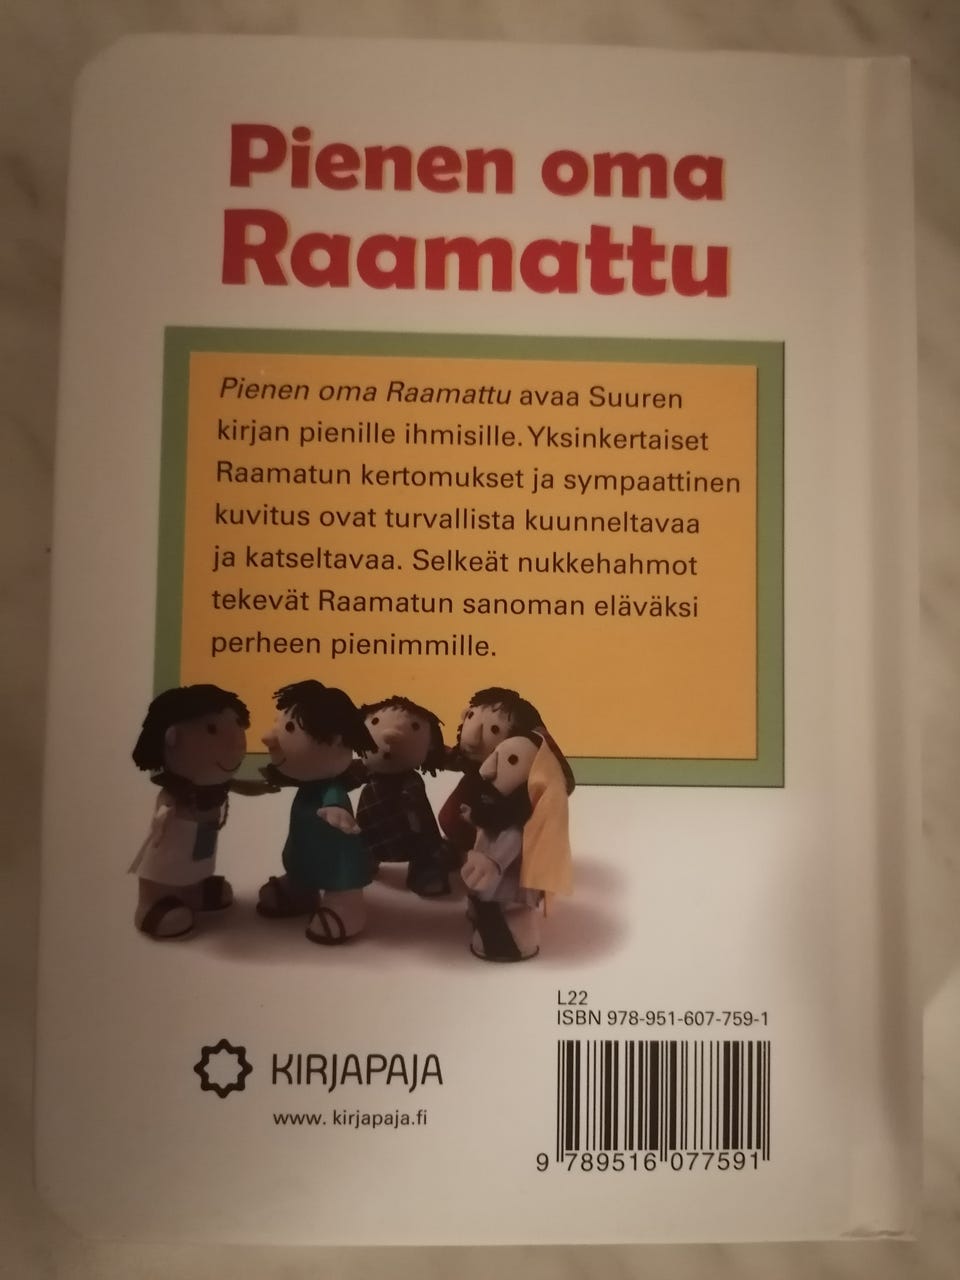 Pienen oma
Raamattu
Pienen oma Raamattu avaa Suuren
kirjan pienille ihmisille. Yksinkertaiset
Raamatun kertomukset ja sympaattinen
kuvitus ovat turvallista kuunneltavaa
ja katseltavaa. Selkeät nukkehahmot
tekevät Raamatun sanoman eläväksi
perheen pienimmille.
L22
ISBN 978-951-607-759-1
KIRJAPAJA
www. kirjapaja.fi
9 789516 077591